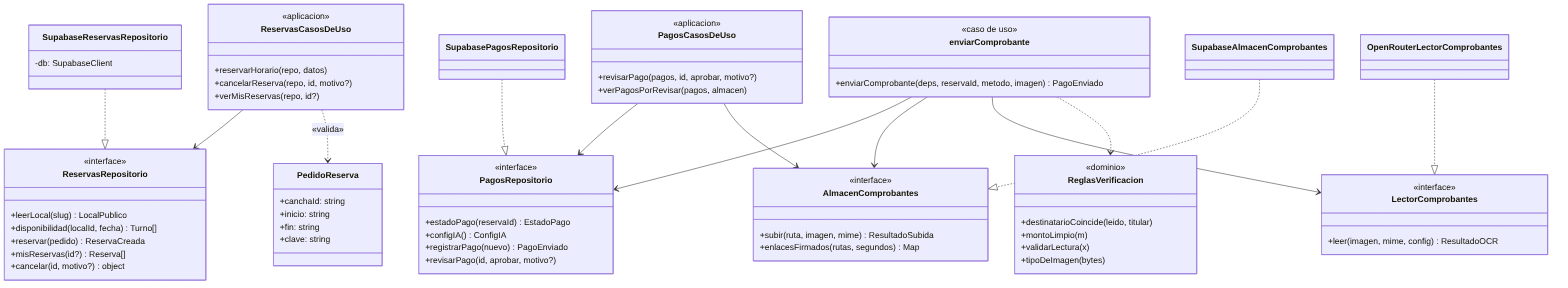 SupabaseReservasRepositorio
-db: SupabaseClient
«aplicacion»
ReservasCasosDeUso
+reservarHorario(repo, datos)
+cancelarReserva(repo, id, motivo?)
+verMisReservas(repo, id?)
SupabasePagosRepositorio
«aplicacion»
PagosCasosDeUso
+revisarPago(pagos, id, aprobar, motivo?)
+verPagosPorRevisar(pagos, almacen)
«caso de uso»
enviarComprobante
+enviarComprobante(deps, reservaId, metodo, imagen) : PagoEnviado
SupabaseAlmacenComprobantes
OpenRouterLectorComprobantes
«valida»
«interface»
ReservasRepositorio
+leerLocal(slug) : LocalPublico
+disponibilidad(localId, fecha) : Turno[]
+reservar(pedido) : ReservaCreada
+misReservas(id?) : Reserva[]
+cancelar(id, motivo?) : object
PedidoReserva
+canchaId: string
+inicio: string
+fin: string
+clave: string
«interface»
PagosRepositorio
+estadoPago(reservaId) : EstadoPago
+configIA() : ConfigIA
+registrarPago(nuevo) : PagoEnviado
+revisarPago(id, aprobar, motivo?)
«interface»
AlmacenComprobantes
+subir(ruta, imagen, mime) : ResultadoSubida
+enlacesFirmados(rutas, segundos) : Map
«dominio»
ReglasVerificacion
+destinatarioCoincide(leido, titular)
+montoLimpio(m)
+validarLectura(x)
+tipoDeImagen(bytes)
«interface»
LectorComprobantes
+leer(imagen, mime, config) : ResultadoOCR